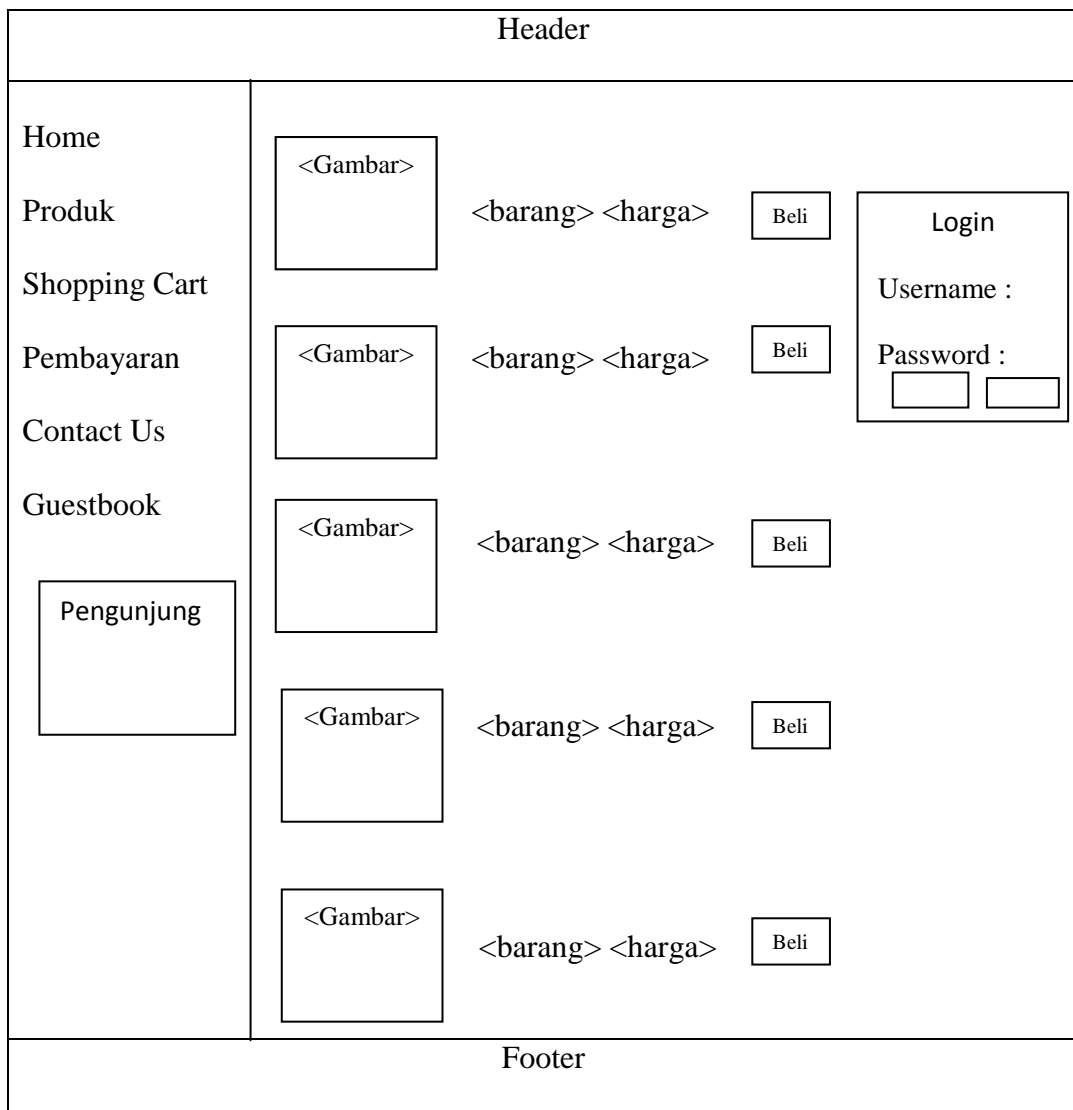 Header
Home
Produk
Shopping Cart
Pembayaran
Contact Us
Guestbook
Pengunjung
<Gambar>
<barang> <harga>
Beli
<Gambar>
<barang> <harga>
Beli
<Gambar>
<barang> <harga>
Beli
<Gambar>
<barang> <harga>
Beli
<Gambar>
<barang> <harga>
Beli
Login
Username :
Password :
Footer